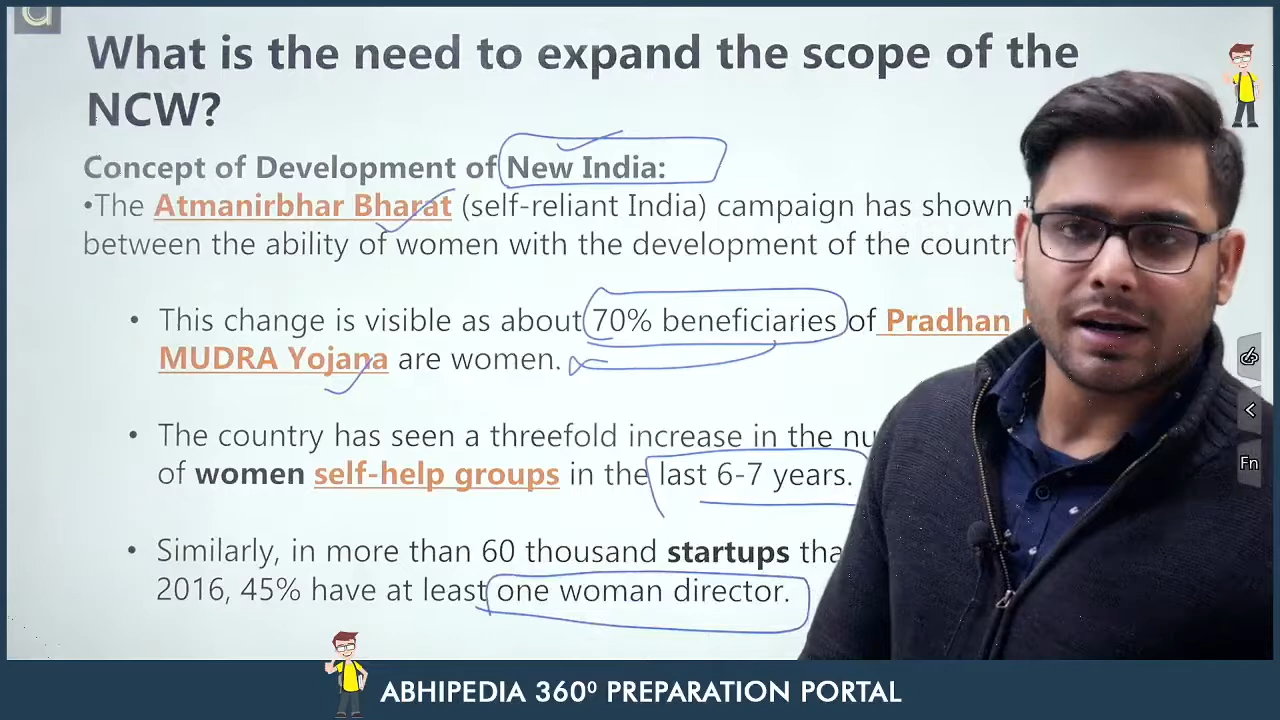 What is the need to expand the scope of the
NCW?
Concept of Development of New India:
•The Atmanirbhar Bharat (self-reliant India) campaign has shown
between the ability of women with the development of the country
• This change is visible as about 70% beneficiaries of Pradhan
MUDRA Yojana are women.
• The country has seen a threefold increase in the
of women self-help groups in the last 6-7 years.
• Similarly, in more than 60 thousand startups
2016, 45% have at least one woman director.
Fn
ABHIPEDIA 360⁰ PREPARATION PORTAL